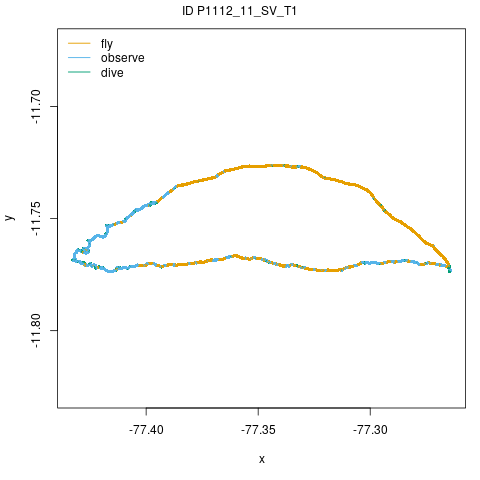 ID P1112_11_SV_T1
fly
observe
dive
-11.70
-11.75
-11.80
y
-77.40
-77.35
-77.30
x